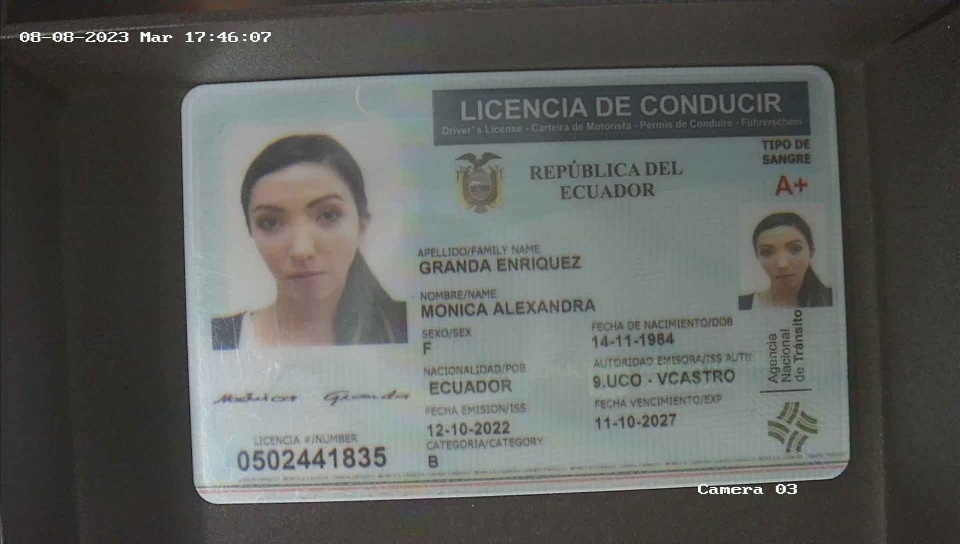 08-08-2023 Mar 17:46:07
LICENCIA DE CONDUCIR
Driver's License - Carteira de Motorista - Permis de Conduire - Führerschein
REPÚBLICA DEL
ECUADOR
TIPO DE
SANGRE
A+
APELLIDO/FAMILY NAME
GRANDA ENRIQUEZ
NOMBRE/NAME
MONICA ALEXANDRA
SEXO/SEX
F
FECHA DE NACIMIENTO/DOB
14-11-1984
NACIONALIDAD/POB
ECUADOR
AUTORIDAD EMISORA/ISS AUTH
9.UCO - VCASTRO
FECHA EMISION/ISS
12-10-2022
FECHA VENCIMIENTO/EXP
11-10-2027
CATEGORIA/CATEGORY
B
Agencia
Nacional
de Tránsito
Granda
LICENCIA #/NUMBER
0502441835
Camera 03